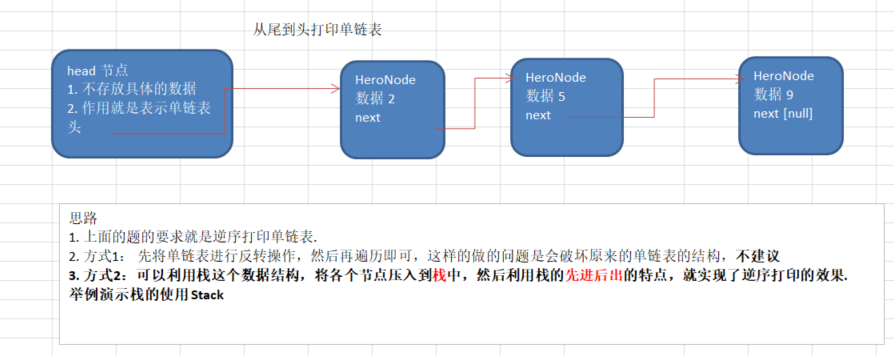 从尾到头打印单链表
head 节点
1. 不存放具体的数据
2. 作用就是表示单链表
头
HeroNode
数据 2
next
HeroNode
数据 5
next
HeroNode
数据 9
next [null]
思路
1. 上面的题的要求就是逆序打印单链表.
2. 方式1： 先将单链表进行反转操作，然后再遍历即可，这样的做的问题是会破坏原来的单链表的结构，不建议
3. 方式2：可以利用栈这个数据结构，将各个节点压入到栈中，然后利用栈的先进后出的特点，就实现了逆序打印的效果.
举例演示栈的使用Stack